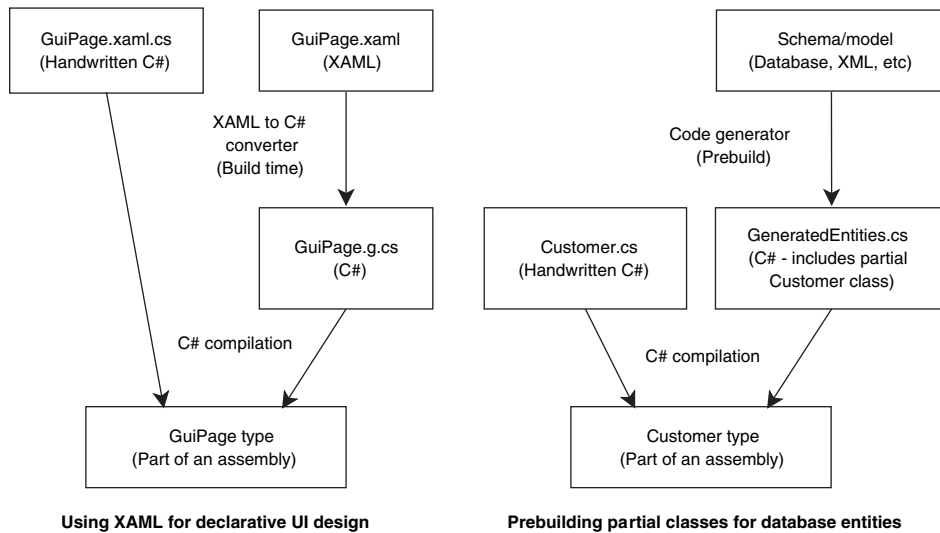 GuiPage.xaml.cs
(Handwritten C#)
GuiPage.xaml
(XAML)
XAML to C#
converter
(Build time)
GuiPage.g.cs
(C#)
C# compilation
GuiPage type
(Part of an assembly)
Using XAML for declarative UI design
Schema/model
(Database, XML, etc)
Code generator
(Prebuild)
Customer.cs
(Handwritten C#)
GeneratedEntities.cs
(C# - includes partial
Customer class)
C# compilation
Customer type
(Part of an assembly)
Prebuilding partial classes for database entities